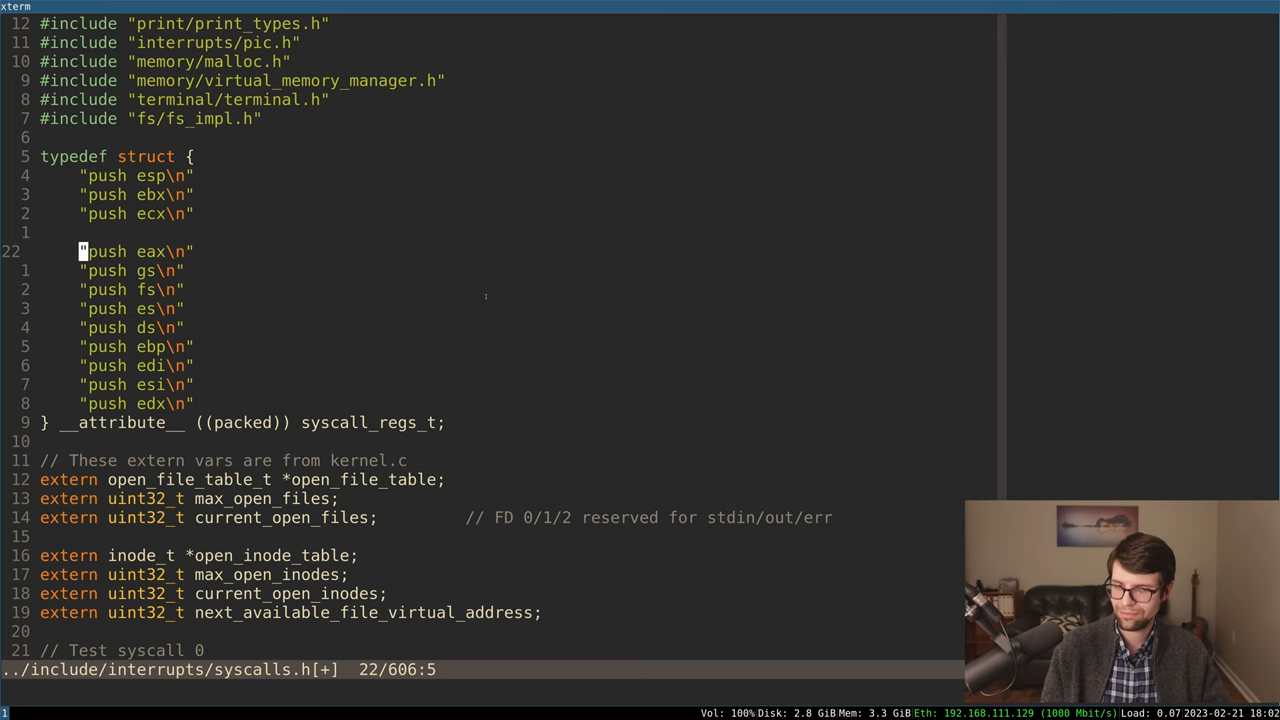 xterm
12 #include "print/print_types.h"
11 #include "interrupts/pic.h"
10 #include "memory/malloc.h"
9 #include "memory/virtual_memory_manager.h"
8 #include "terminal/terminal.h"
7 #include "fs/fs_impl.h"
6
5 typedef struct {
4     "push esp\n"
3     "push ebx\n"
2     "push ecx\n"
1
22     "push eax\n"
1     "push gs\n"
2     "push fs\n"
3     "push es\n"
4     "push ds\n"
5     "push ebp\n"
6     "push edi\n"
7     "push esi\n"
8     "push edx\n"
9 } __attribute__ ((packed)) syscall_regs_t;
10
11 // These extern vars are from kernel.c
12 extern open_file_table_t *open_file_table;
13 extern uint32_t max_open_files;
14 extern uint32_t current_open_files;         // FD 0/1/2 reserved for stdin/out/err
15
16 extern inode_t *open_inode_table;
17 extern uint32_t max_open_inodes;
18 extern uint32_t current_open_inodes;
19 extern uint32_t next_available_file_virtual_address;
20
21 // Test syscall 0
../include/interrupts/syscalls.h[+]  22/606:5
1 Vol: 100% Disk: 2.8 GiB Mem: 3.3 GiB Eth: 192.168.111.129 (1000 Mbit/s) Load: 0.07 2023-02-21 18:02